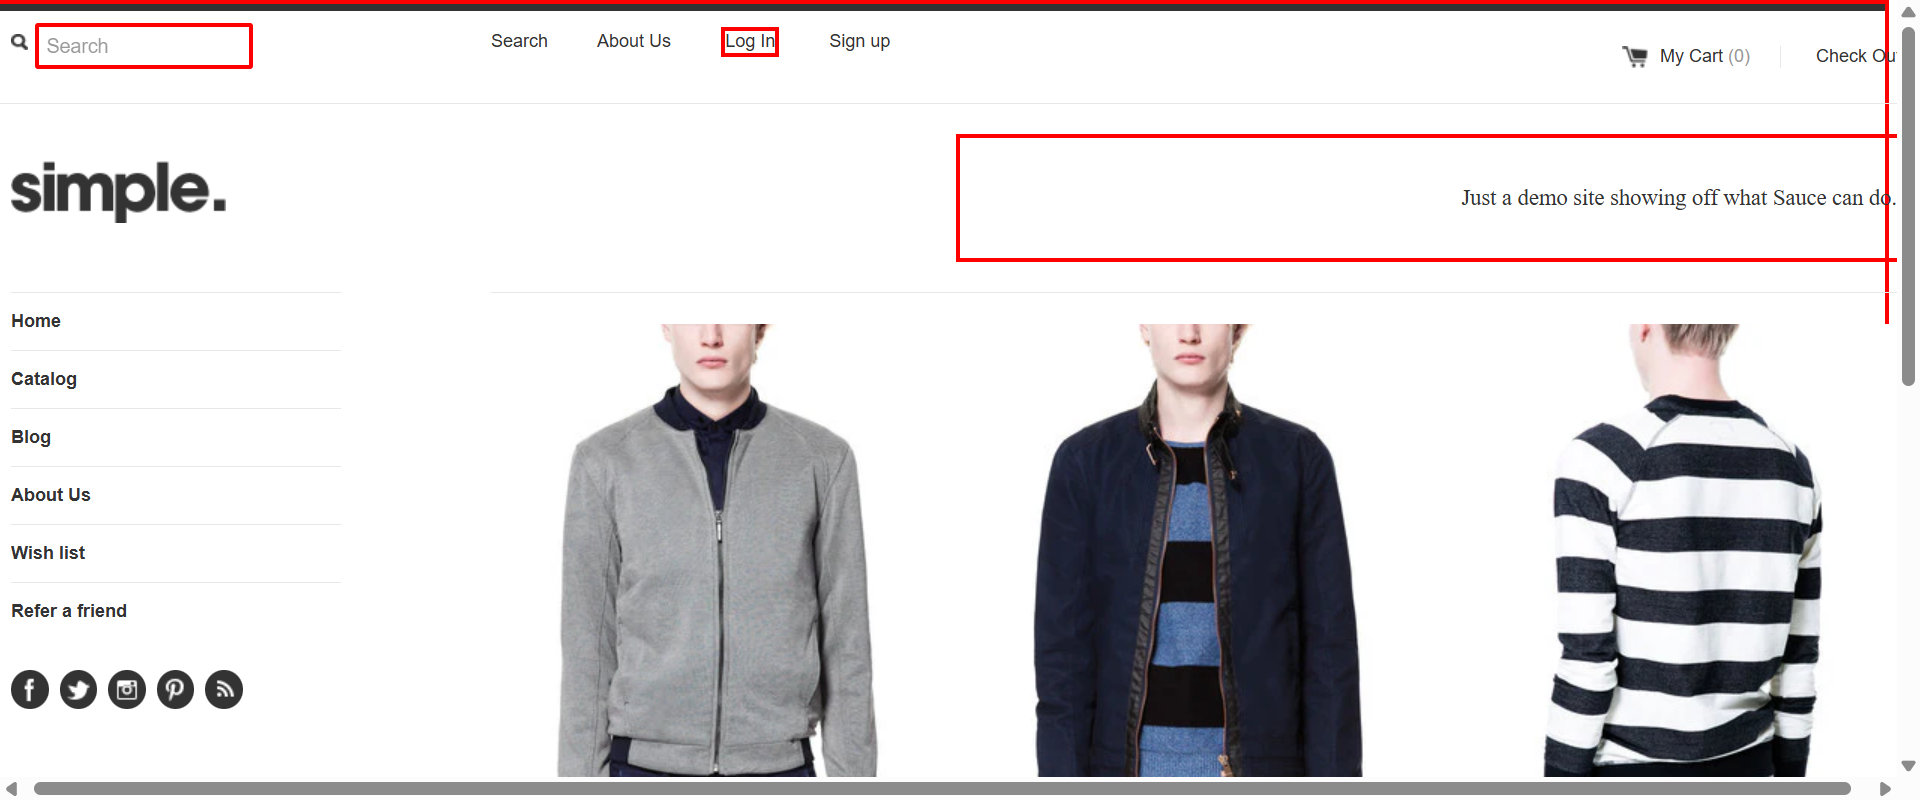 Search
Search
About Us
Log In
Sign up
My Cart (0)
Check Ou
simple.
Just a demo site showing off what Sauce can do.
Home
Catalog
Blog
About Us
Wish list
Refer a friend